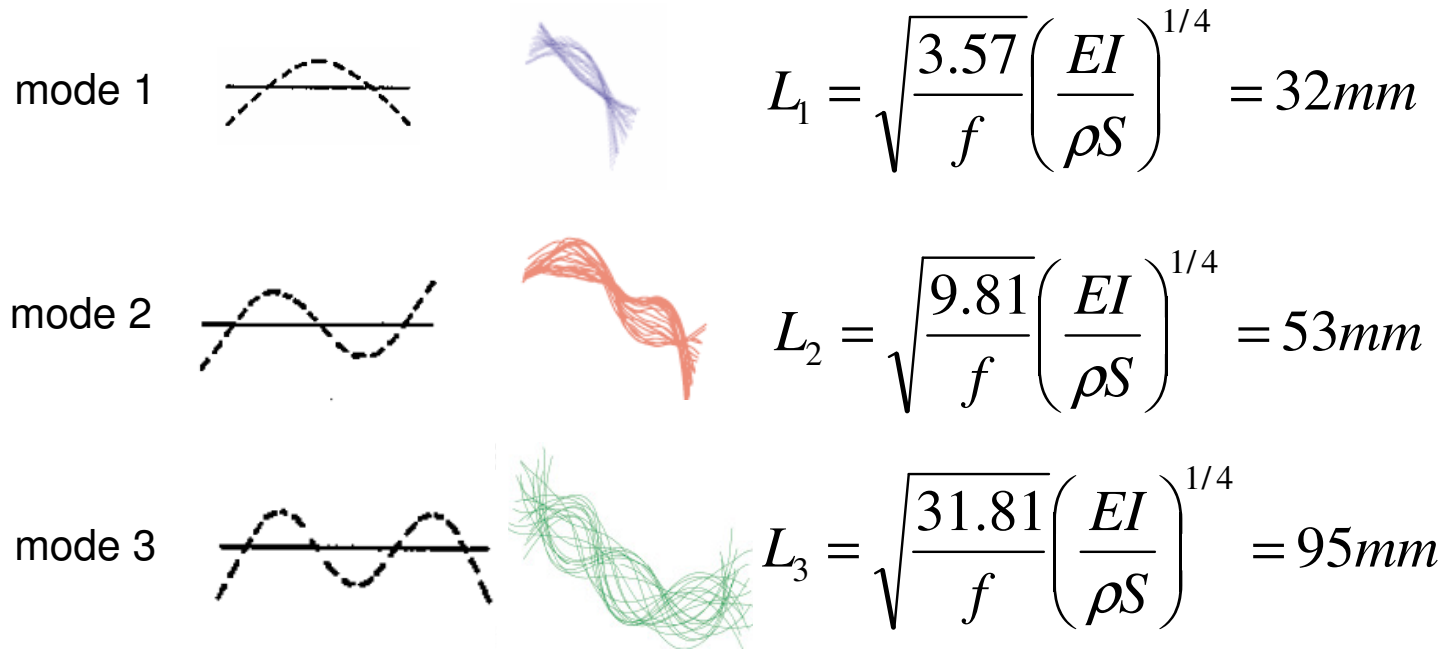 mode 1 L₁ = √(3.57/f) (EI/ρS)^{1/4} = 32mm
mode 2 L₂ = √(9.81/f) (EI/ρS)^{1/4} = 53mm
mode 3 L₃ = √(31.81/f) (EI/ρS)^{1/4} = 95mm